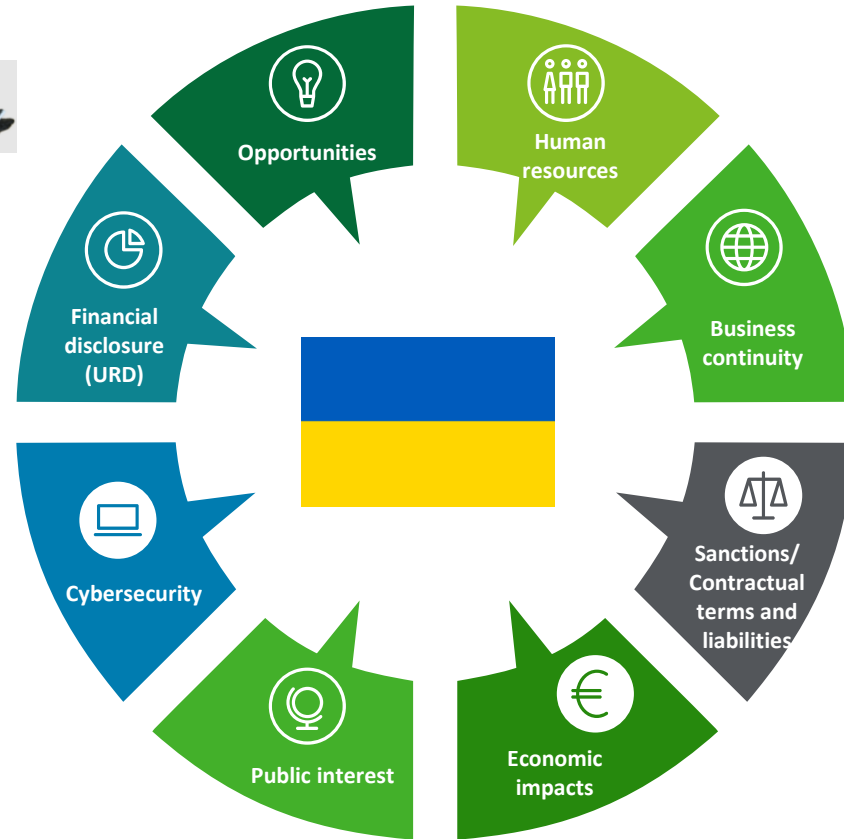 Opportunities
Human
resources
Business
continuity
Sanctions/
Contractual
terms and
liabilities
Economic
impacts
Public interest
Cybersecurity
Financial
disclosure
(URD)